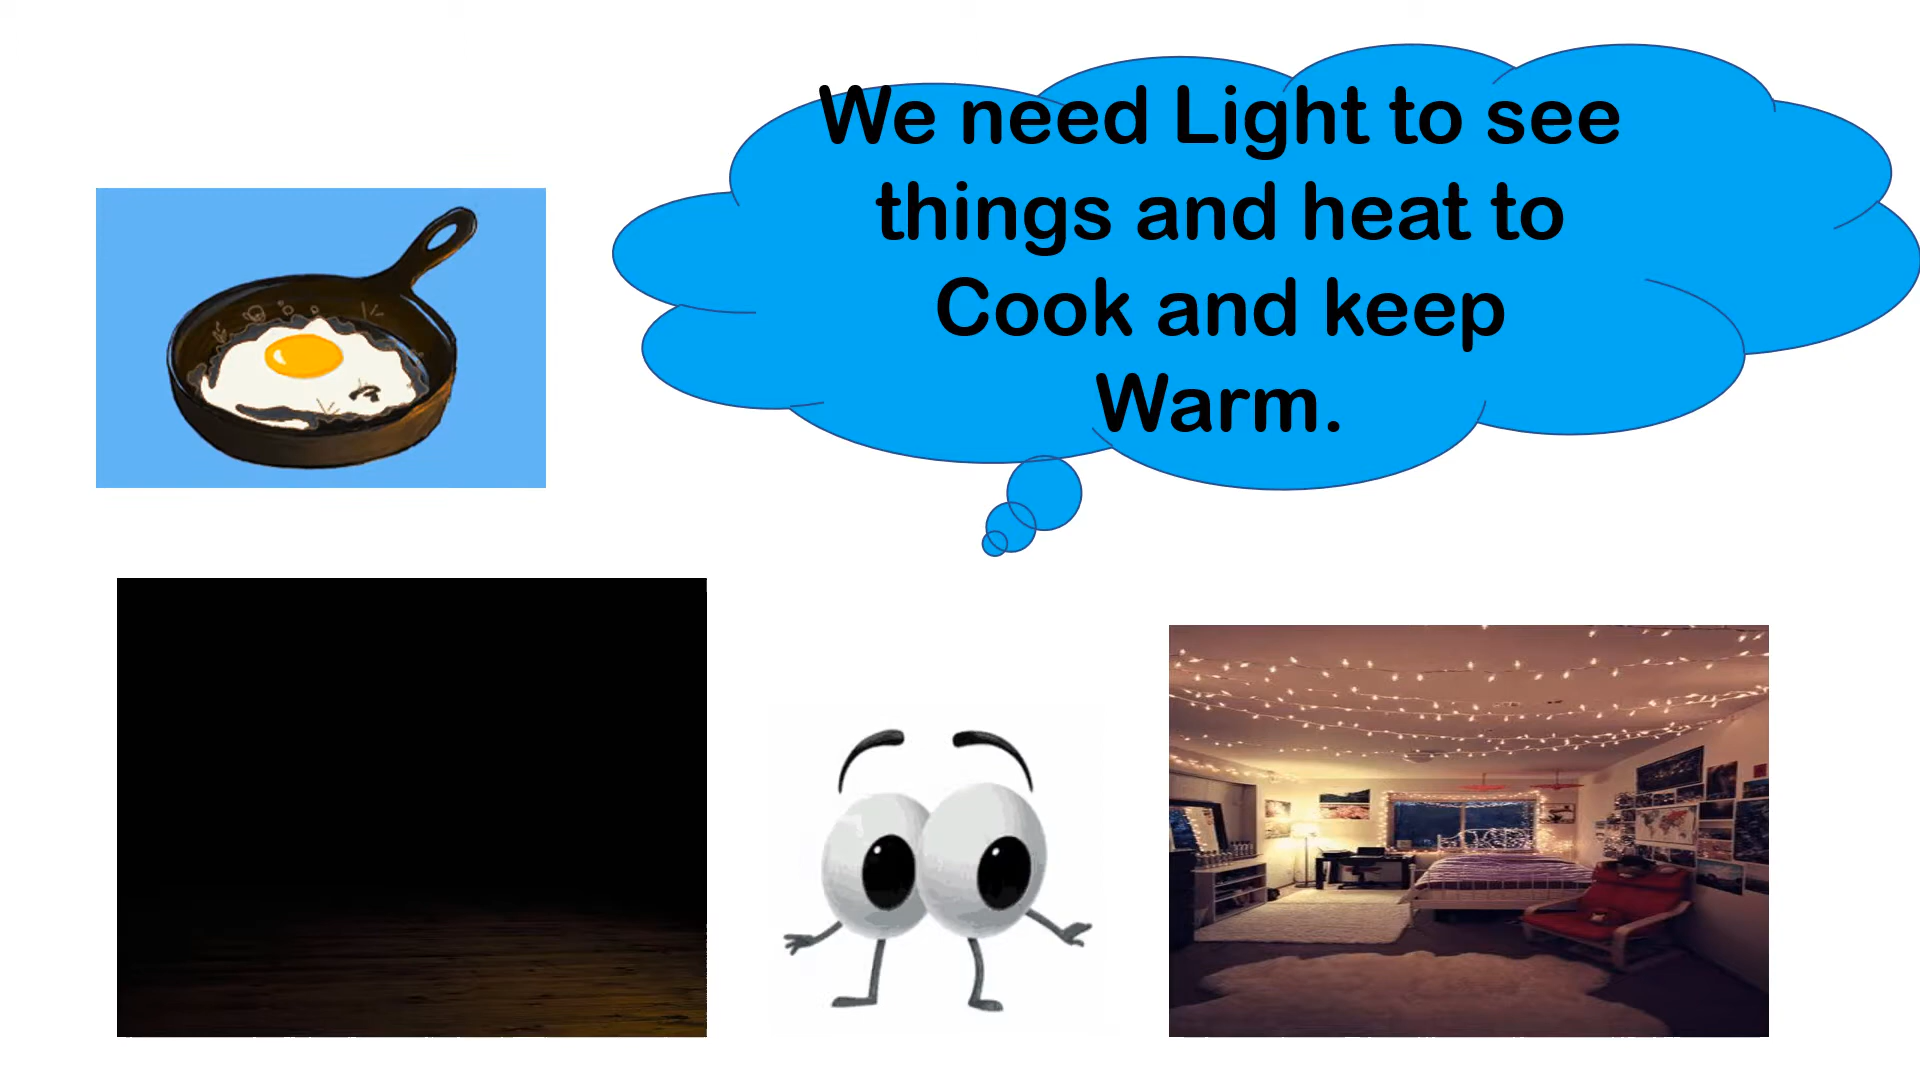 We need Light to see
things and heat to
Cook and keep
Warm.